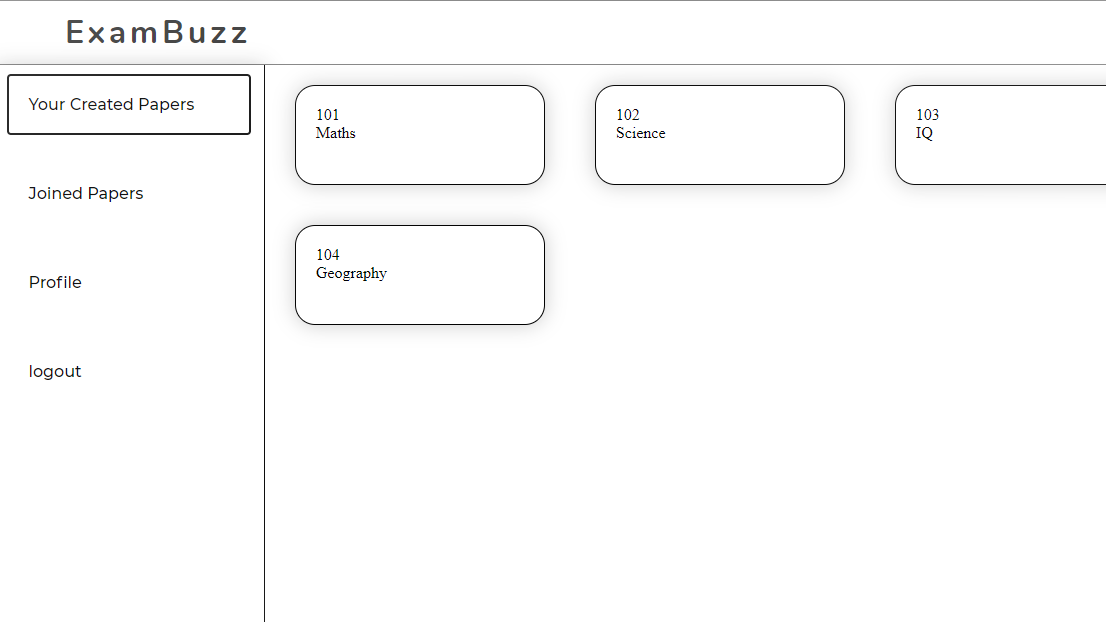 ExamBuzz
Your Created Papers
Joined Papers
Profile
logout
101
Maths
102
Science
103
IQ
104
Geography